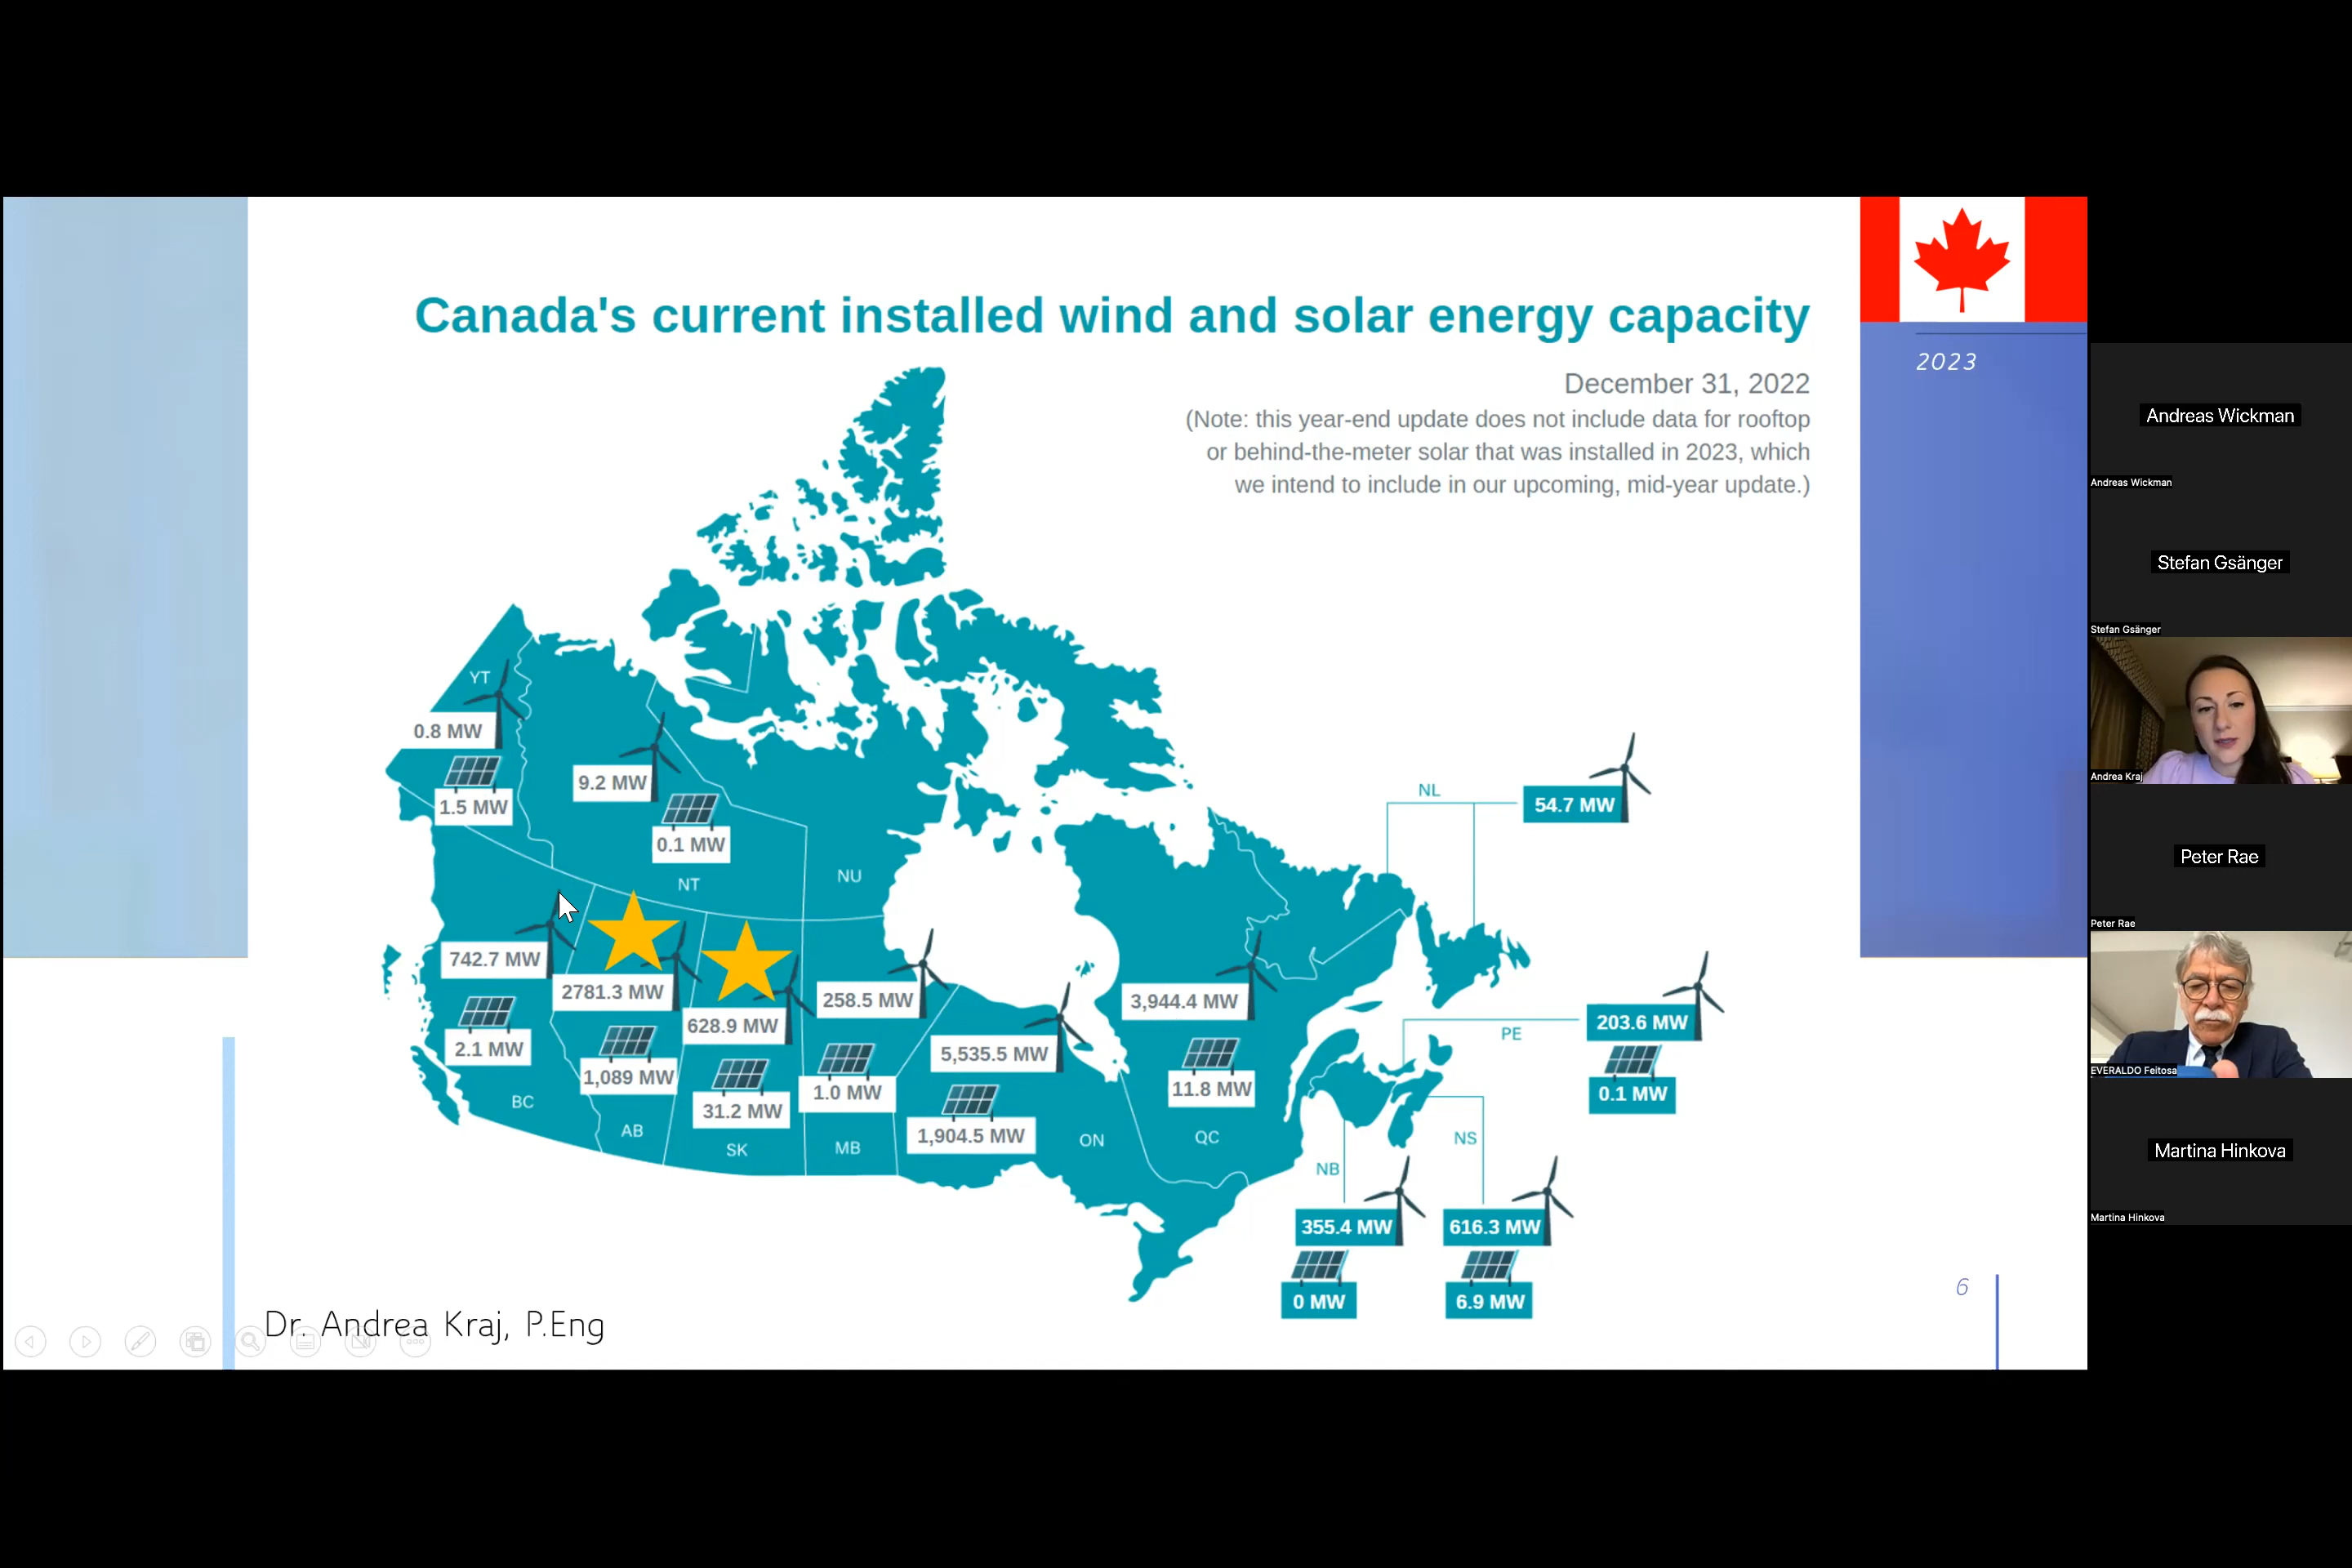 Canada's current installed wind and solar energy capacity
2023
December 31, 2022
(Note: this year-end update does not include data for rooftop
or behind-the-meter solar that was installed in 2023, which
we intend to include in our upcoming, mid-year update.)
YT
0.8 MW
1.5 MW
9.2 MW
0.1 MW
NT
NU
NL
54.7 MW
742.7 MW
2.1 MW
BC
2781.3 MW
1,089 MW
AB
628.9 MW
31.2 MW
SK
258.5 MW
1.0 MW
MB
5,535.5 MW
1,904.5 MW
ON
3,944.4 MW
11.8 MW
QC
PE
203.6 MW
0.1 MW
NB
355.4 MW
0 MW
NS
616.3 MW
6.9 MW
Dr. Andrea Kraj, P.Eng
6
Andreas Wickman
Andreas Wickman
Stefan Gsänger
Stefan Gsänger
Andrea Kraj
Peter Rae
Peter Rae
EVERALDO Feitosa
Martina Hinkova
Martina Hinkova